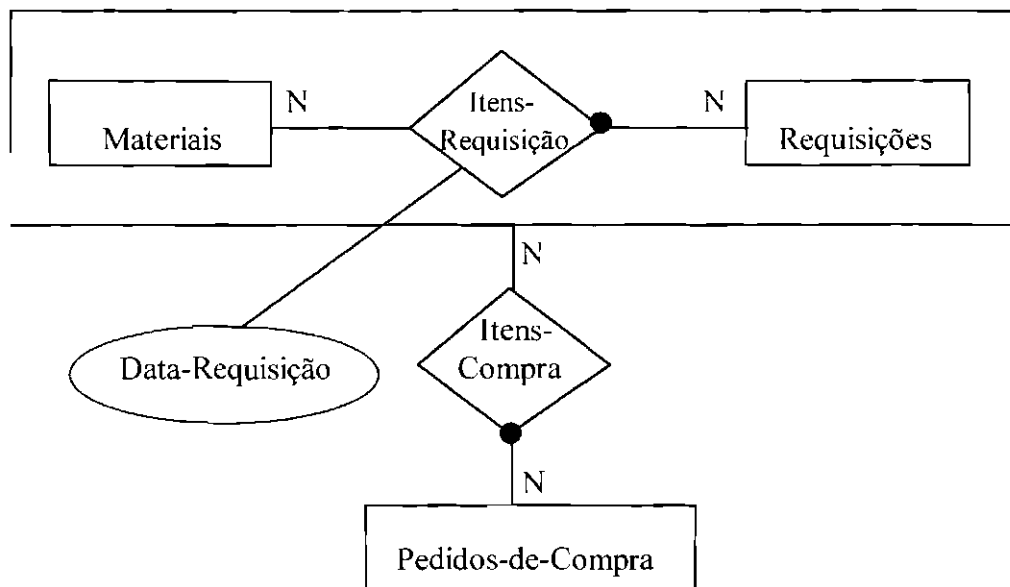 Itens-
Requisição
N
N
Materiais
Requisições
N
Itens-
Compra
Data-Requisição
N
Pedidos-de-Compra